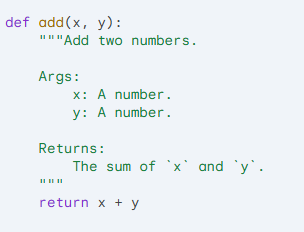 def add(x, y):
    """Add two numbers.

    Args:
        x: A number.
        y: A number.

    Returns:
        The sum of `x` and `y`.
    """
    return x + y